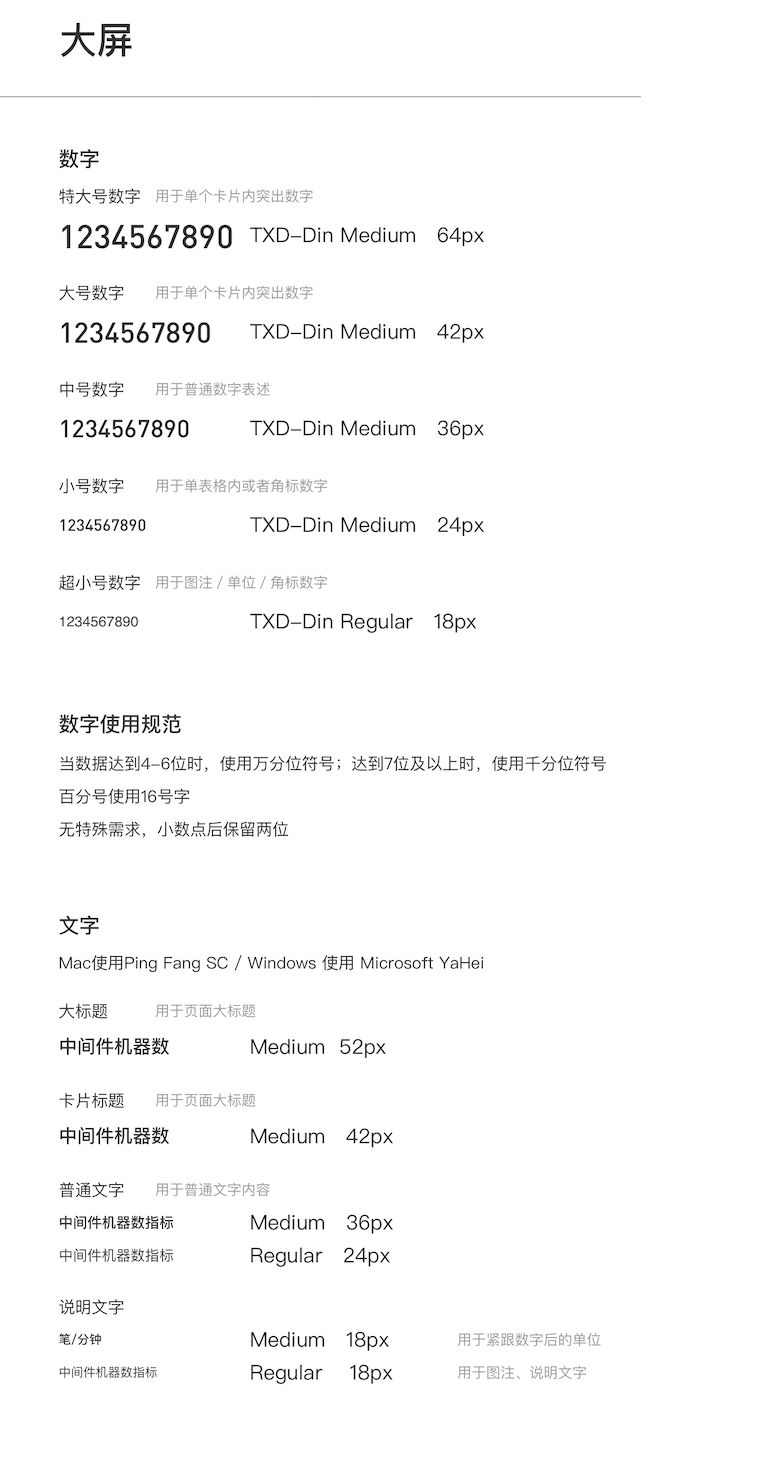 大屏
数字
特大号数字 用于单个卡片内突出数字
1234567890 TXD-Din Medium 64px
大号数字 用于单个卡片内突出数字
1234567890 TXD-Din Medium 42px
中号数字 用于普通数字表述
1234567890 TXD-Din Medium 36px
小号数字 用于单表格内或者角标数字
1234567890 TXD-Din Medium 24px
超小号数字 用于图注 / 单位 / 角标数字
1234567890 TXD-Din Regular 18px
数字使用规范
当数据达到4-6位时，使用万分位符号；达到7位及以上时，使用千分位符号
百分号使用16号字
无特殊需求，小数点后保留两位
文字
Mac使用Ping Fang SC / Windows 使用 Microsoft YaHei
大标题 用于页面大标题
中间件机器数 Medium 52px
卡片标题 用于页面大标题
中间件机器数 Medium 42px
普通文字 用于普通文字内容
中间件机器数指标 Medium 36px
中间件机器数指标 Regular 24px
说明文字
笔/分钟 Medium 18px 用于紧跟数字后的单位
中间件机器数指标 Regular 18px 用于图注、说明文字